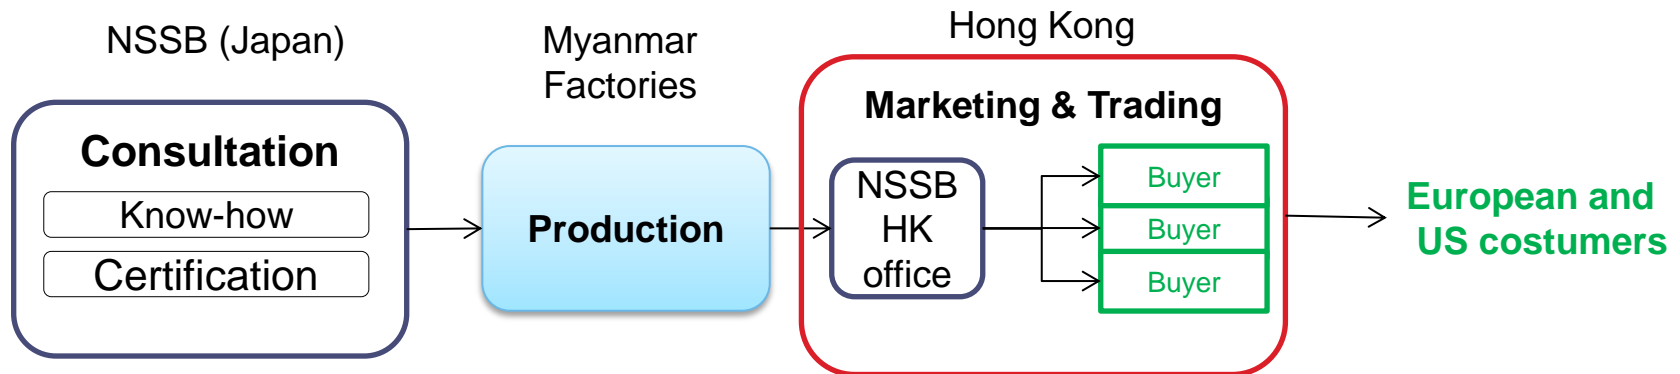 NSSB (Japan)
Consultation
Know-how
Certification
Myanmar
Factories
Production
Hong Kong
Marketing & Trading
NSSB
HK
office
Buyer
Buyer
Buyer
European and
US costumers